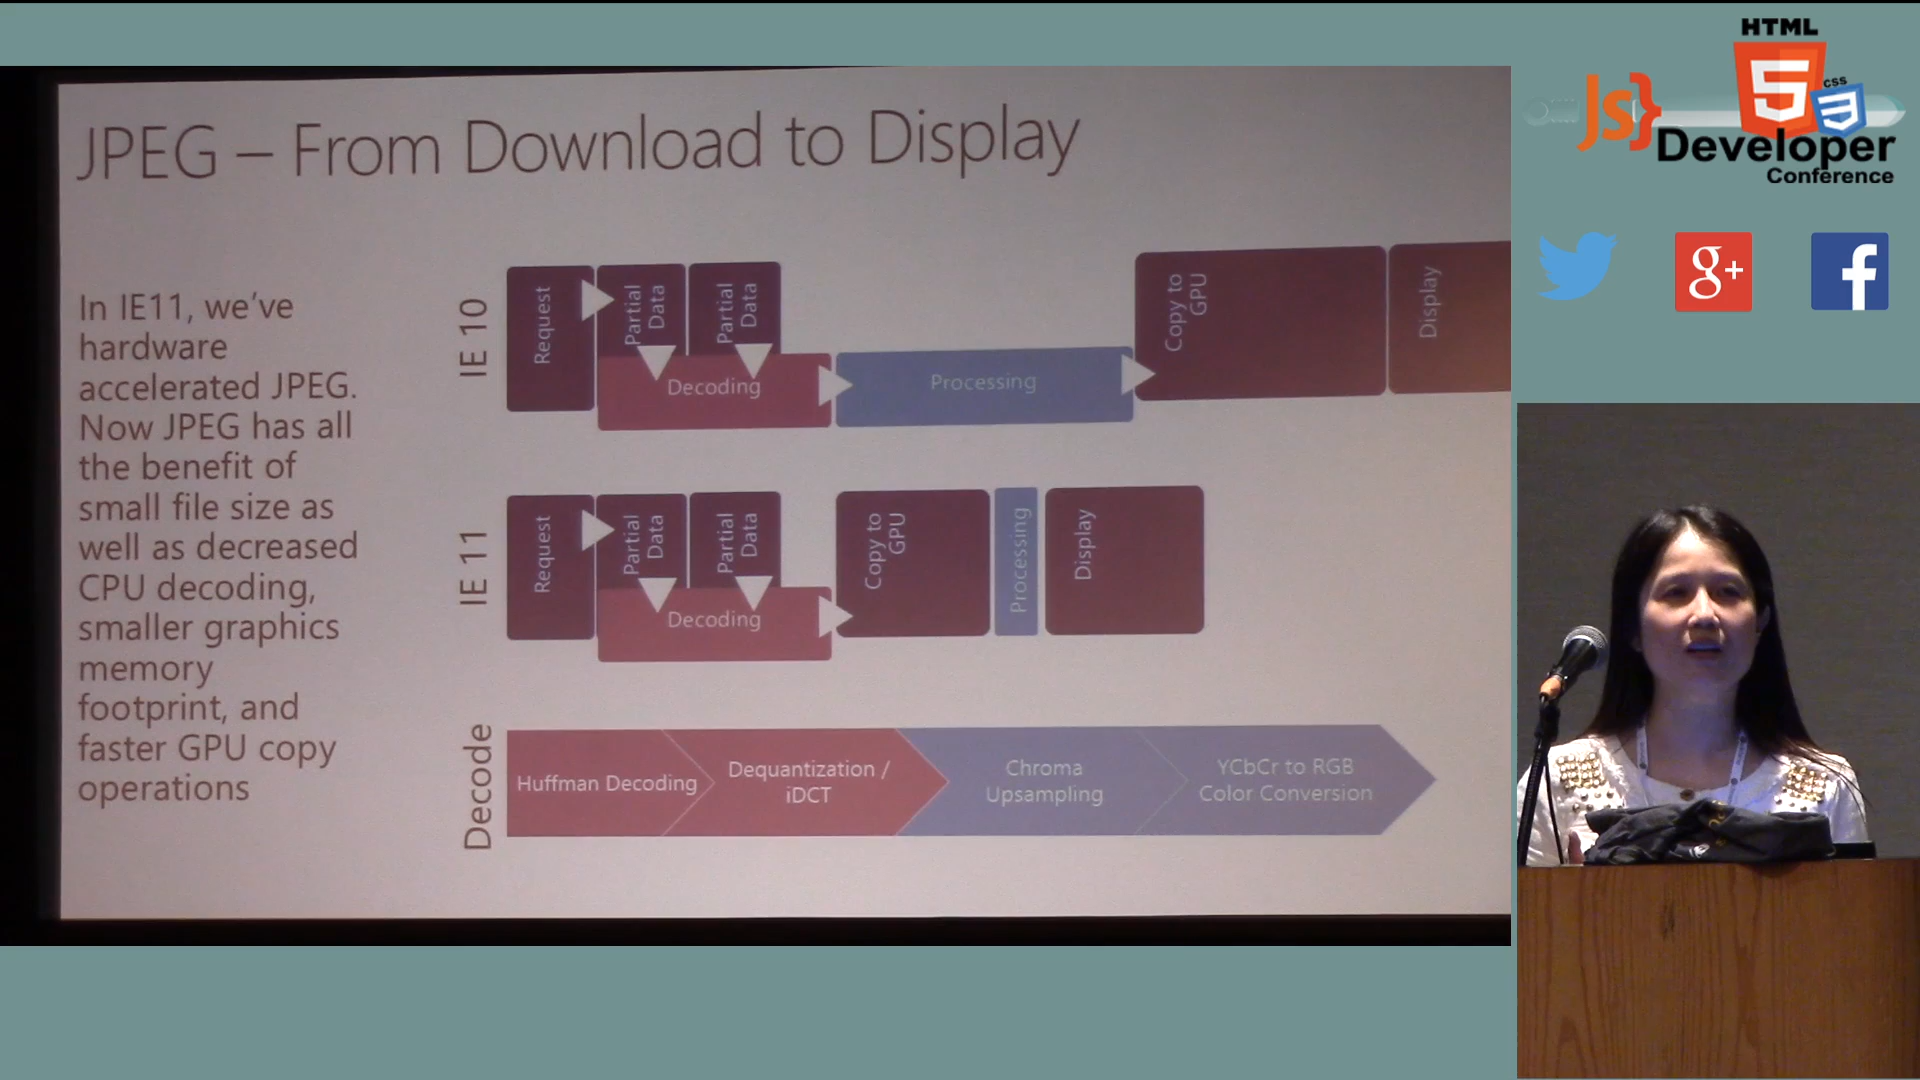 JPEG – From Download to Display
In IE11, we've
hardware
accelerated JPEG.
Now JPEG has all
the benefit of
small file size as
well as decreased
CPU decoding,
smaller graphics
memory
footprint, and
faster GPU copy
operations
IE 10
Request
Partial
Data
Partial
Data
Decoding
Processing
Copy to
GPU
Display
IE 11
Request
Partial
Data
Partial
Data
Decoding
Copy to
GPU
Processing
Display
Decode
Huffman Decoding
Dequantization /
iDCT
Chroma
Upsampling
YCbCr to RGB
Color Conversion
HTML
5
JS}
CSS
3
Developer
Conference
g+
f